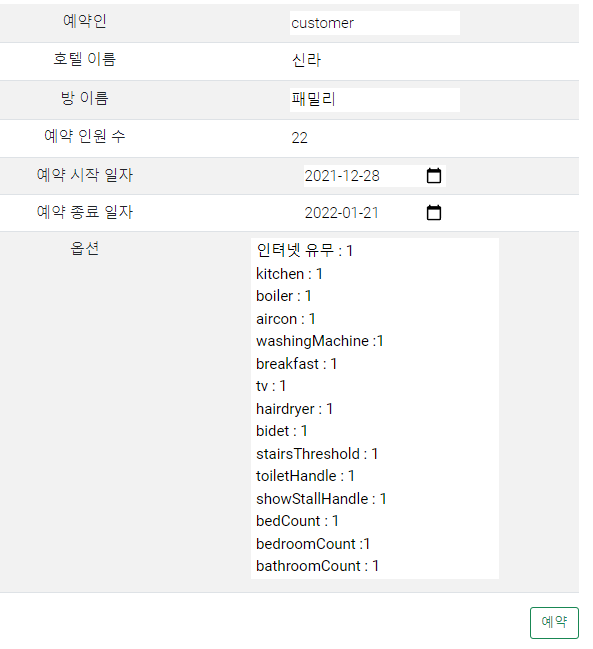 예약인 customer
호텔 이름 신라
방 이름 패밀리
예약 인원 수 22
예약 시작 일자 2021-12-28
예약 종료 일자 2022-01-21
옵션 인텨넷 유무 : 1
kitchen : 1
boiler : 1
aircon : 1
washingMachine :1
breakfast : 1
tv : 1
hairdryer : 1
bidet : 1
stairsThreshold : 1
toiletHandle : 1
showStallHandle : 1
bedCount : 1
bedroomCount :1
bathroomCount : 1
예약